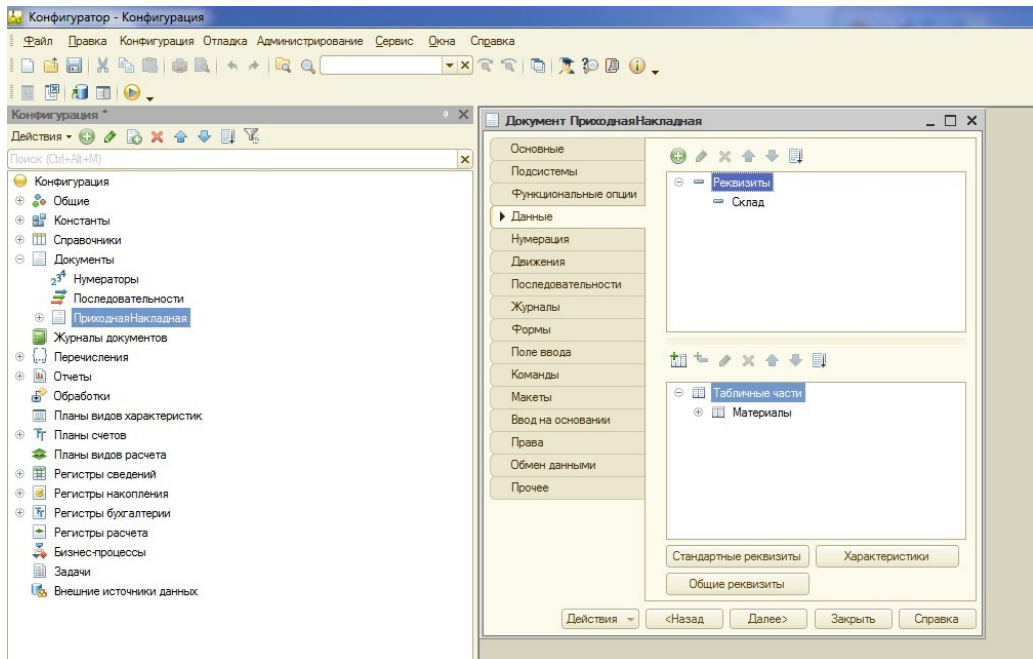 Конфигуратор - Конфигурация
Файл Правка Конфигурация Отладка Администрирование Сервис Окна Справка
Конфигурация *
Действия
Поиск (Ctrl+Alt+M)
Конфигурация
Общие
Константы
Справочники
Документы
Нумераторы
Последовательности
ПриходнаяНакладная
Журналы документов
Перечисления
Отчеты
Обработки
Планы видов характеристик
Планы счетов
Планы видов расчета
Регистры сведений
Регистры накопления
Регистры бухгалтерии
Регистры расчета
Бизнес-процессы
Задачи
Внешние источники данных
Документ ПриходнаяНакладная
Основные
Подсистемы
Функциональные опции
Данные
Нумерация
Движения
Последовательности
Журналы
Формы
Поле ввода
Команды
Макеты
Ввод на основании
Права
Обмен данными
Прочее
Реквизиты
Склад
Табличные части
Материалы
Стандартные реквизиты Характеристики
Общие реквизиты
Действия <Назад Далее> Закрыть Справка